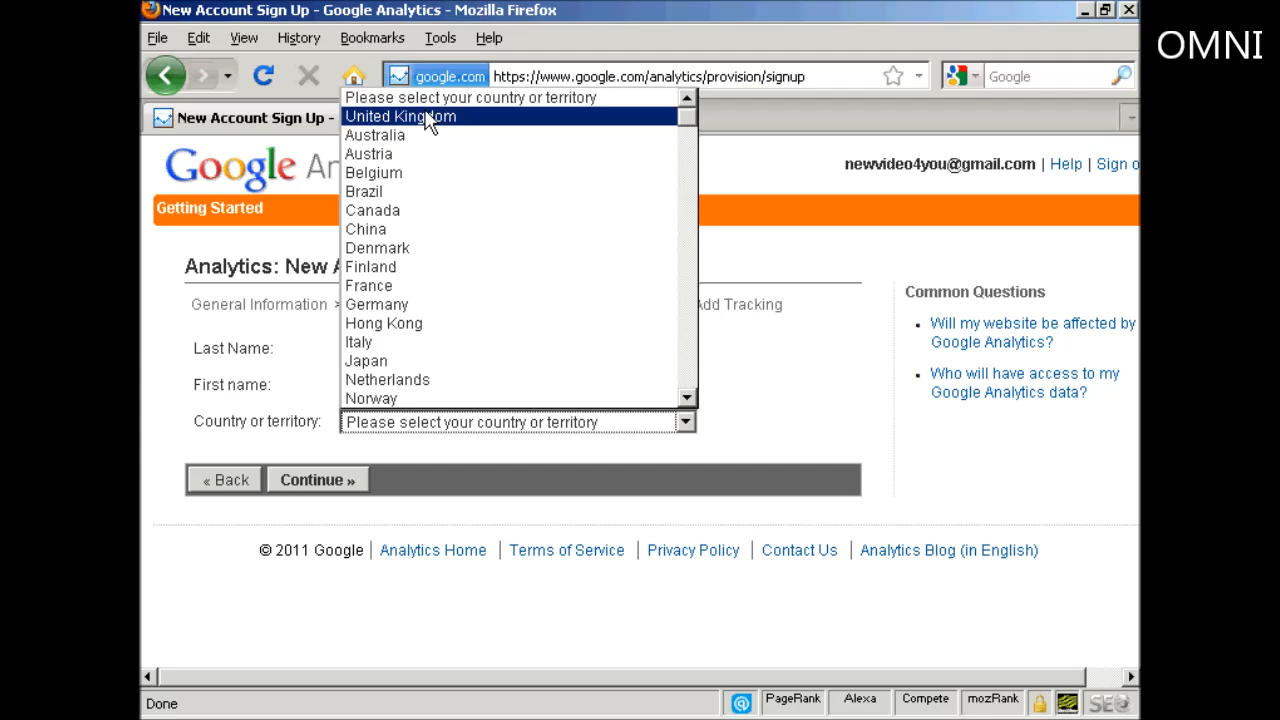 New Account Sign Up - Google Analytics - Mozilla Firefox
OMNI
File Edit View History Bookmarks Tools Help
google.com https://www.google.com/analytics/provision/signup Google
Please select your country or territory
New Account Sign Up -
United Kingdom
Australia
Austria
Belgium
Brazil
Canada
China
Denmark
Finland
France
Germany
Hong Kong
Italy
Japan
Netherlands
Norway
Google An
newvideo4you@gmail.com | Help | Sign o
Getting Started
Analytics: New A
General Information >
Add Tracking
Last Name:
First name:
Country or territory: Please select your country or territory
« Back Continue »
Common Questions
Will my website be affected by
Google Analytics?
Who will have access to my
Google Analytics data?
© 2011 Google | Analytics Home | Terms of Service | Privacy Policy | Contact Us | Analytics Blog (in English)
Done @ PageRank Alexa Compete mozRank SEO